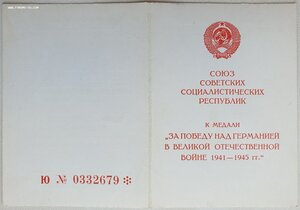 Ю № 0332679 *
СОЮЗ
СОВЕТСКИХ
СОЦИАЛИСТИЧЕСКИХ
РЕСПУБЛИК
К МЕДАЛИ
„ЗА ПОБЕДУ НАД ГЕРМАНИЕЙ
В ВЕЛИКОЙ ОТЕЧЕСТВЕННОЙ
ВОЙНЕ 1941—1945 гг."